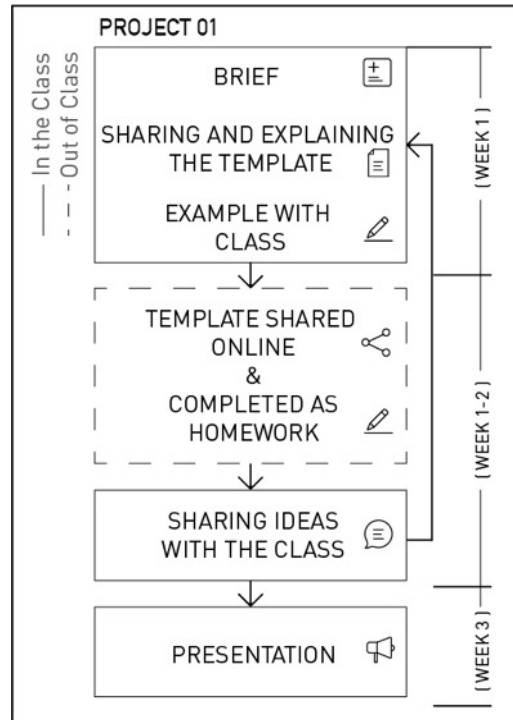 PROJECT 01
In the Class
Out of Class
BRIEF
SHARING AND EXPLAINING
THE TEMPLATE
EXAMPLE WITH
CLASS
(WEEK 1)
TEMPLATE SHARED
ONLINE
&
COMPLETED AS
HOMEWORK
(WEEK 1-2)
SHARING IDEAS
WITH THE CLASS
PRESENTATION
(WEEK 3)